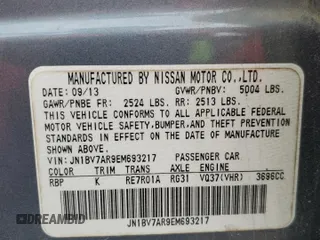 MANUFACTURED BY NISSAN MOTOR CO.,LTD.
DATE: 09/13 GVWR/PNBV: 5004 LBS.
GAWR/PNBE FR: 2524 LBS. RR: 2513 LBS.
THIS VEHICLE CONFORMS TO ALL APPLICABLE
FEDERAL MOTOR VEHICLE SAFETY,BUMPER,AND THEFT PREVENTION
STANDARDS IN EFFECT ON THE DATE OF MANUFACTURE SHOWN ABOVE.
VIN: JN1BV7AR9EM693217 PASSENGER CAR
COLOR TRIM TRANS AXLE ENGINE
RBP K RE7R01A RG31 VQ37(VHR) 3696CC.
JN1BV7AR9EM693217
DREAMBID